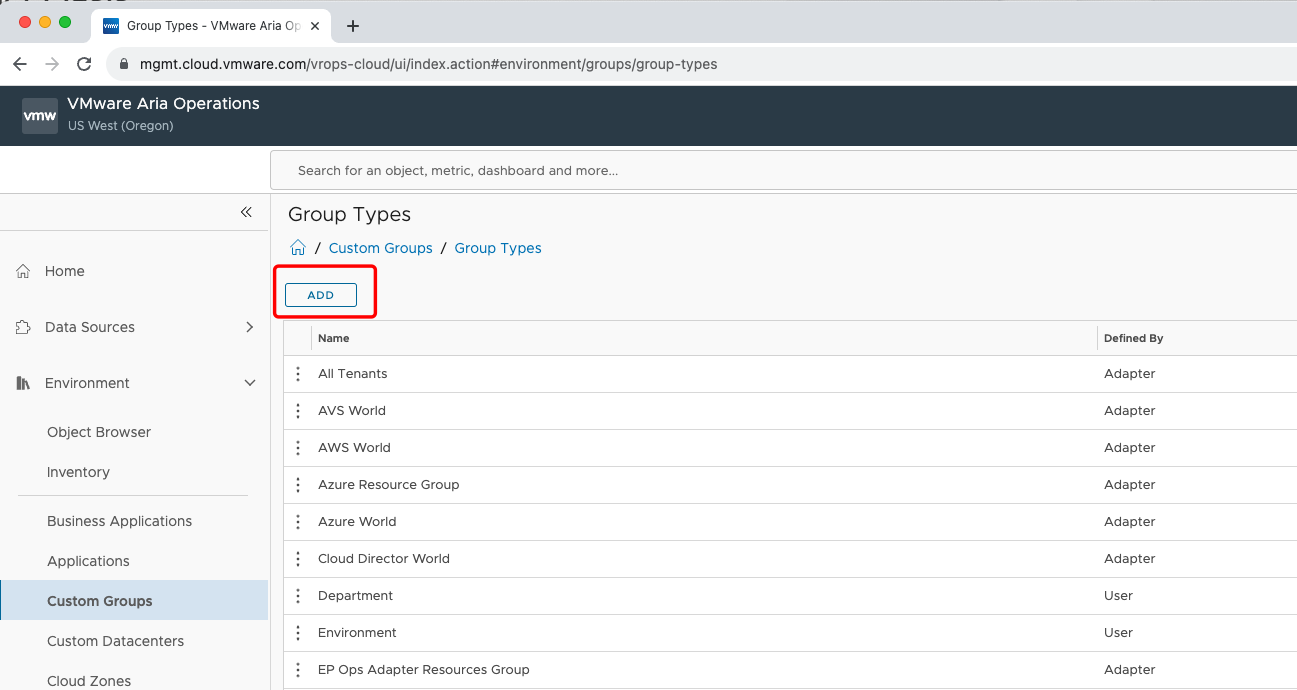 Group Types - VMware Aria Op
mgmt.cloud.vmware.com/vrops-cloud/ui/index.action#environment/groups/group-types
vmw
VMware Aria Operations
US West (Oregon)
Search for an object, metric, dashboard and more...
Group Types
/ Custom Groups / Group Types
ADD
Home
Data Sources
Environment
Object Browser
Inventory
Business Applications
Applications
Custom Groups
Custom Datacenters
Cloud Zones
Name Defined By
All Tenants Adapter
AVS World Adapter
AWS World Adapter
Azure Resource Group Adapter
Azure World Adapter
Cloud Director World Adapter
Department User
Environment User
EP Ops Adapter Resources Group Adapter